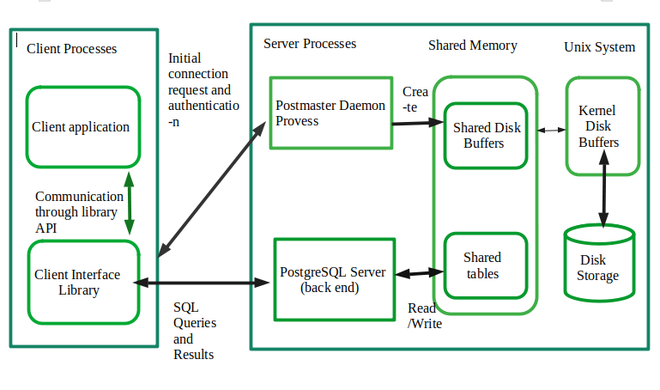 Client Processes
Client application
Communication
through library
API
Client Interface
Library
Initial
connection
request and
authenticatio
-n
SQL
Queries
and
Results
Server Processes
Postmaster Daemon
Provess
PostgreSQL Server
(back end)
Crea
-te
Read
/Write
Shared Memory
Shared Disk
Buffers
Shared
tables
Unix System
Kernel
Disk
Buffers
Disk
Storage